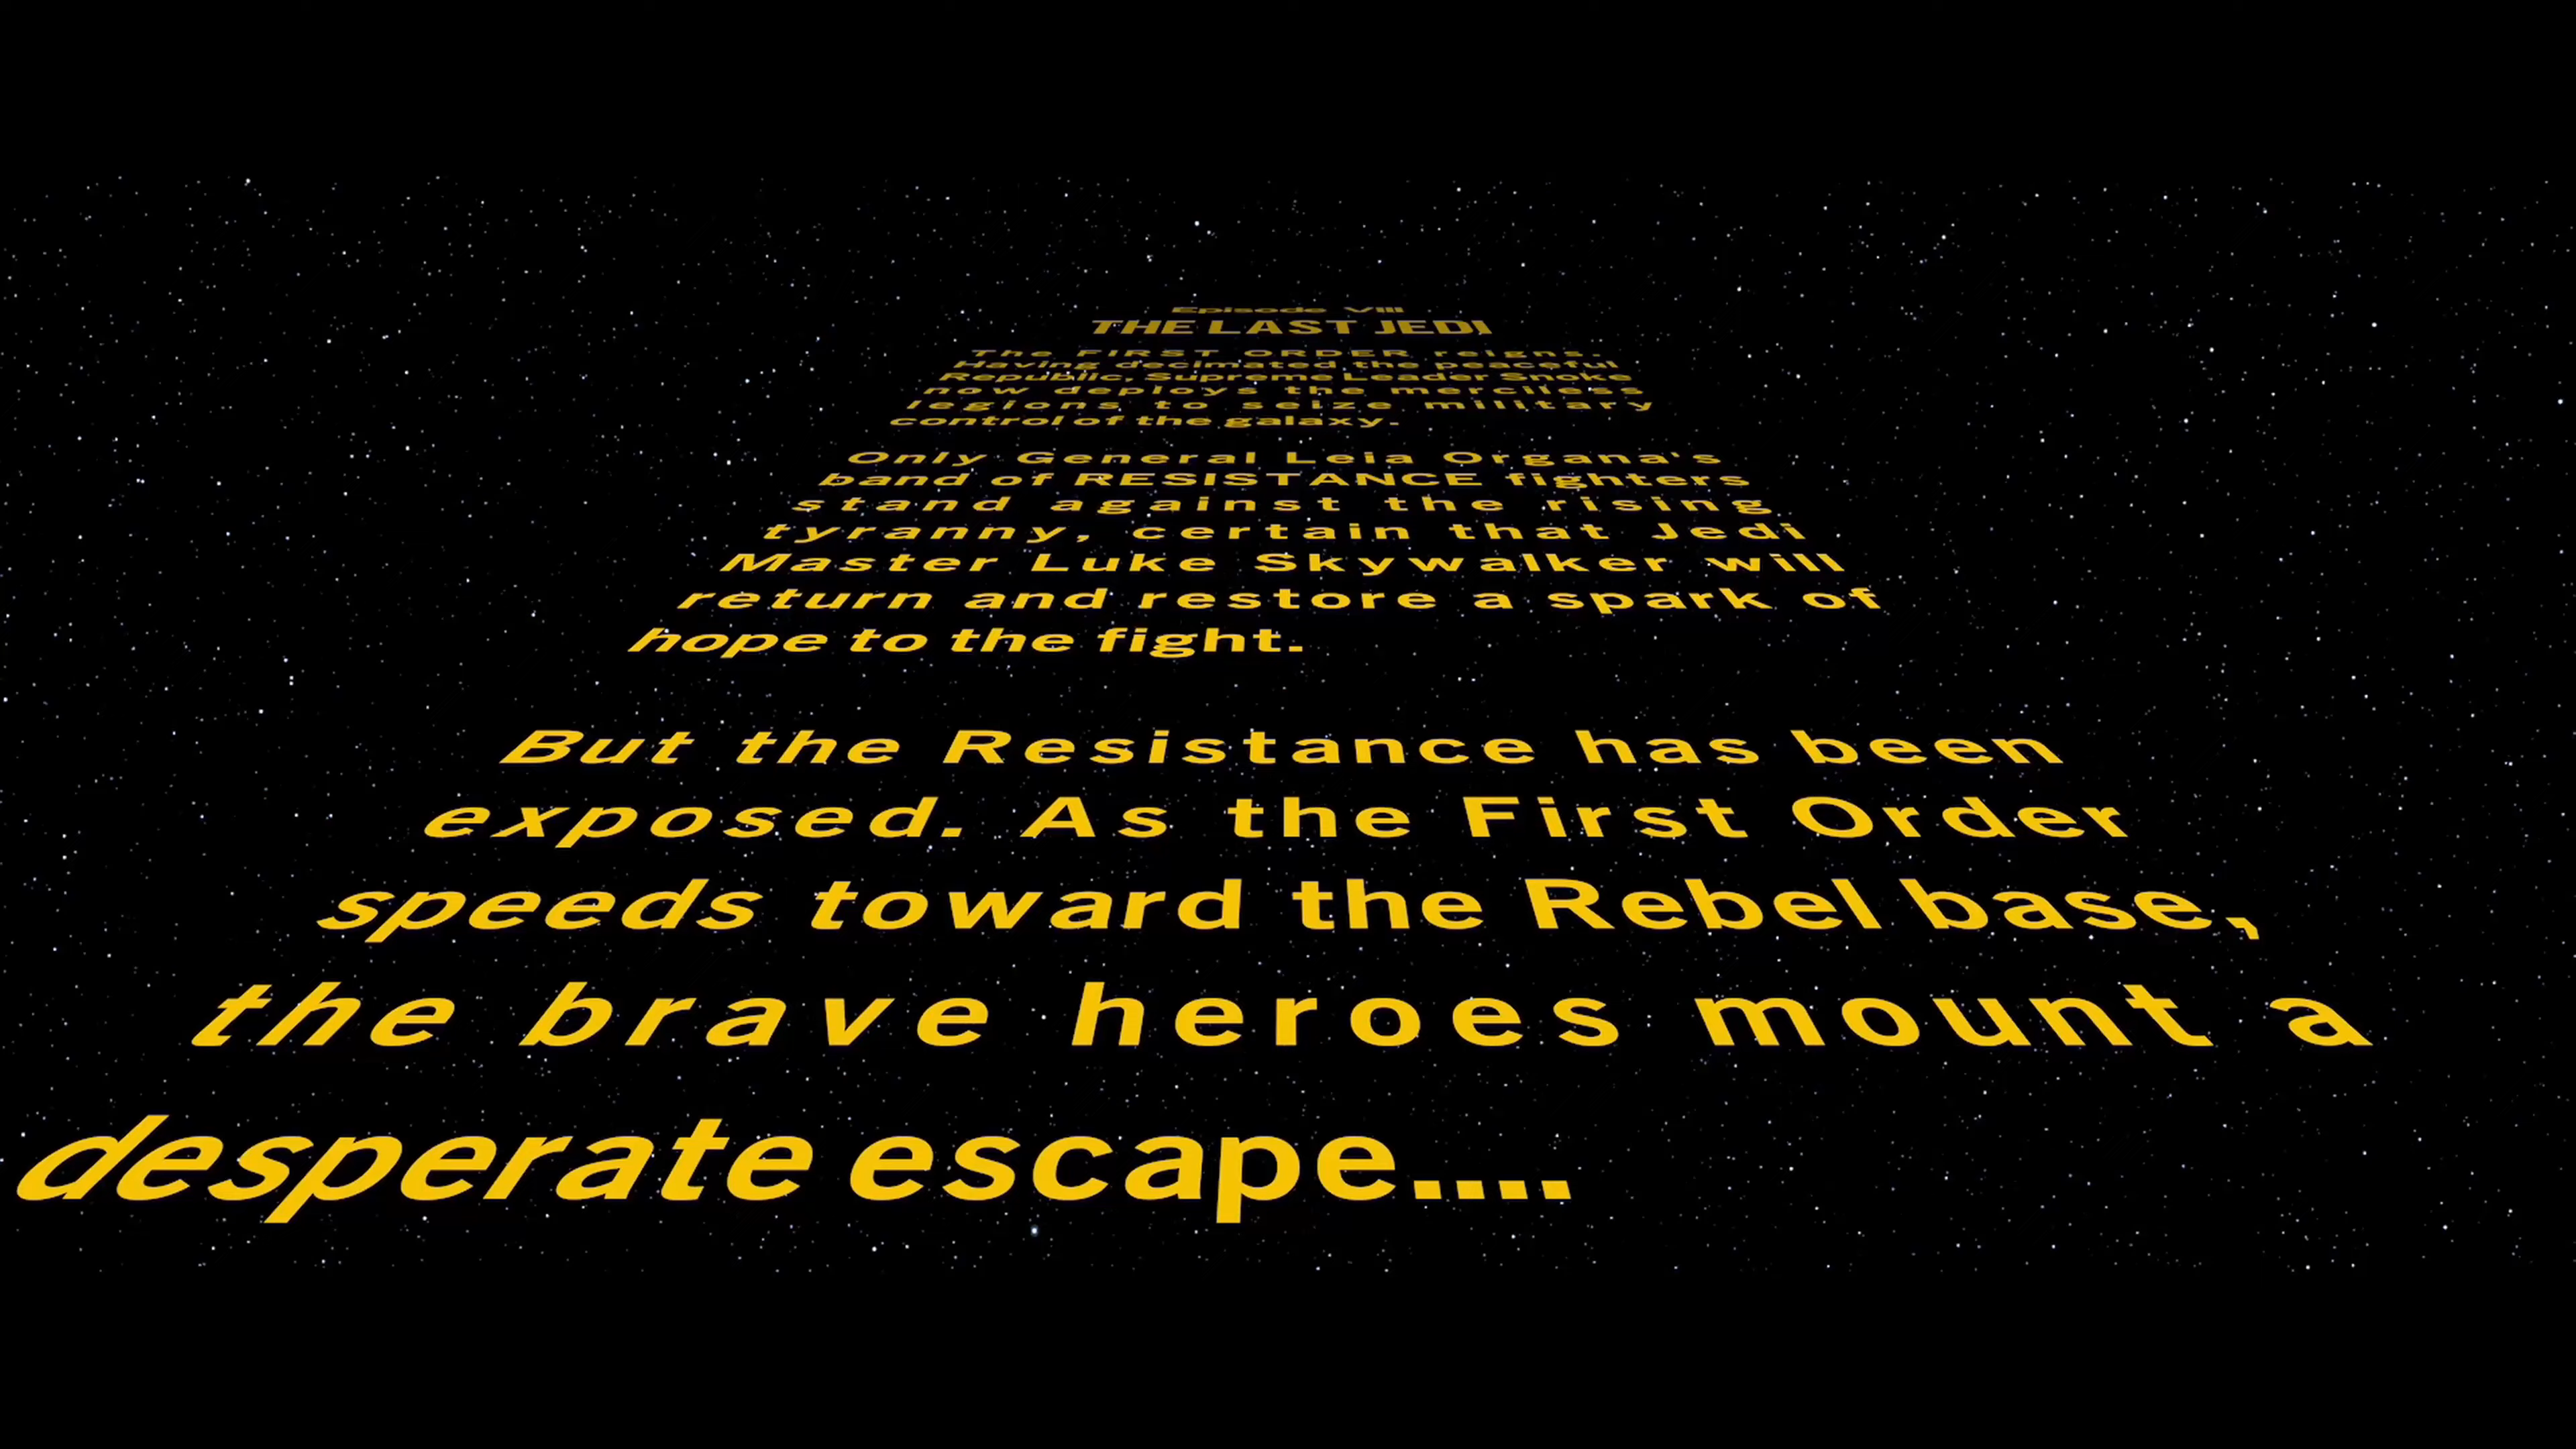 Episode VIII
THE LAST JEDI
The FIRST ORDER reigns.
Having decimated the peaceful
Republic, Supreme Leader Snoke
now deploys the merciless
legions to seize military
control of the galaxy.
Only General Leia Organa's
band of RESISTANCE fighters
stand against the rising
tyranny, certain that Jedi
Master Luke Skywalker will
return and restore a spark of
hope to the fight.
But the Resistance has been
exposed. As the First Order
speeds toward the Rebel base,
the brave heroes mount a
desperate escape....